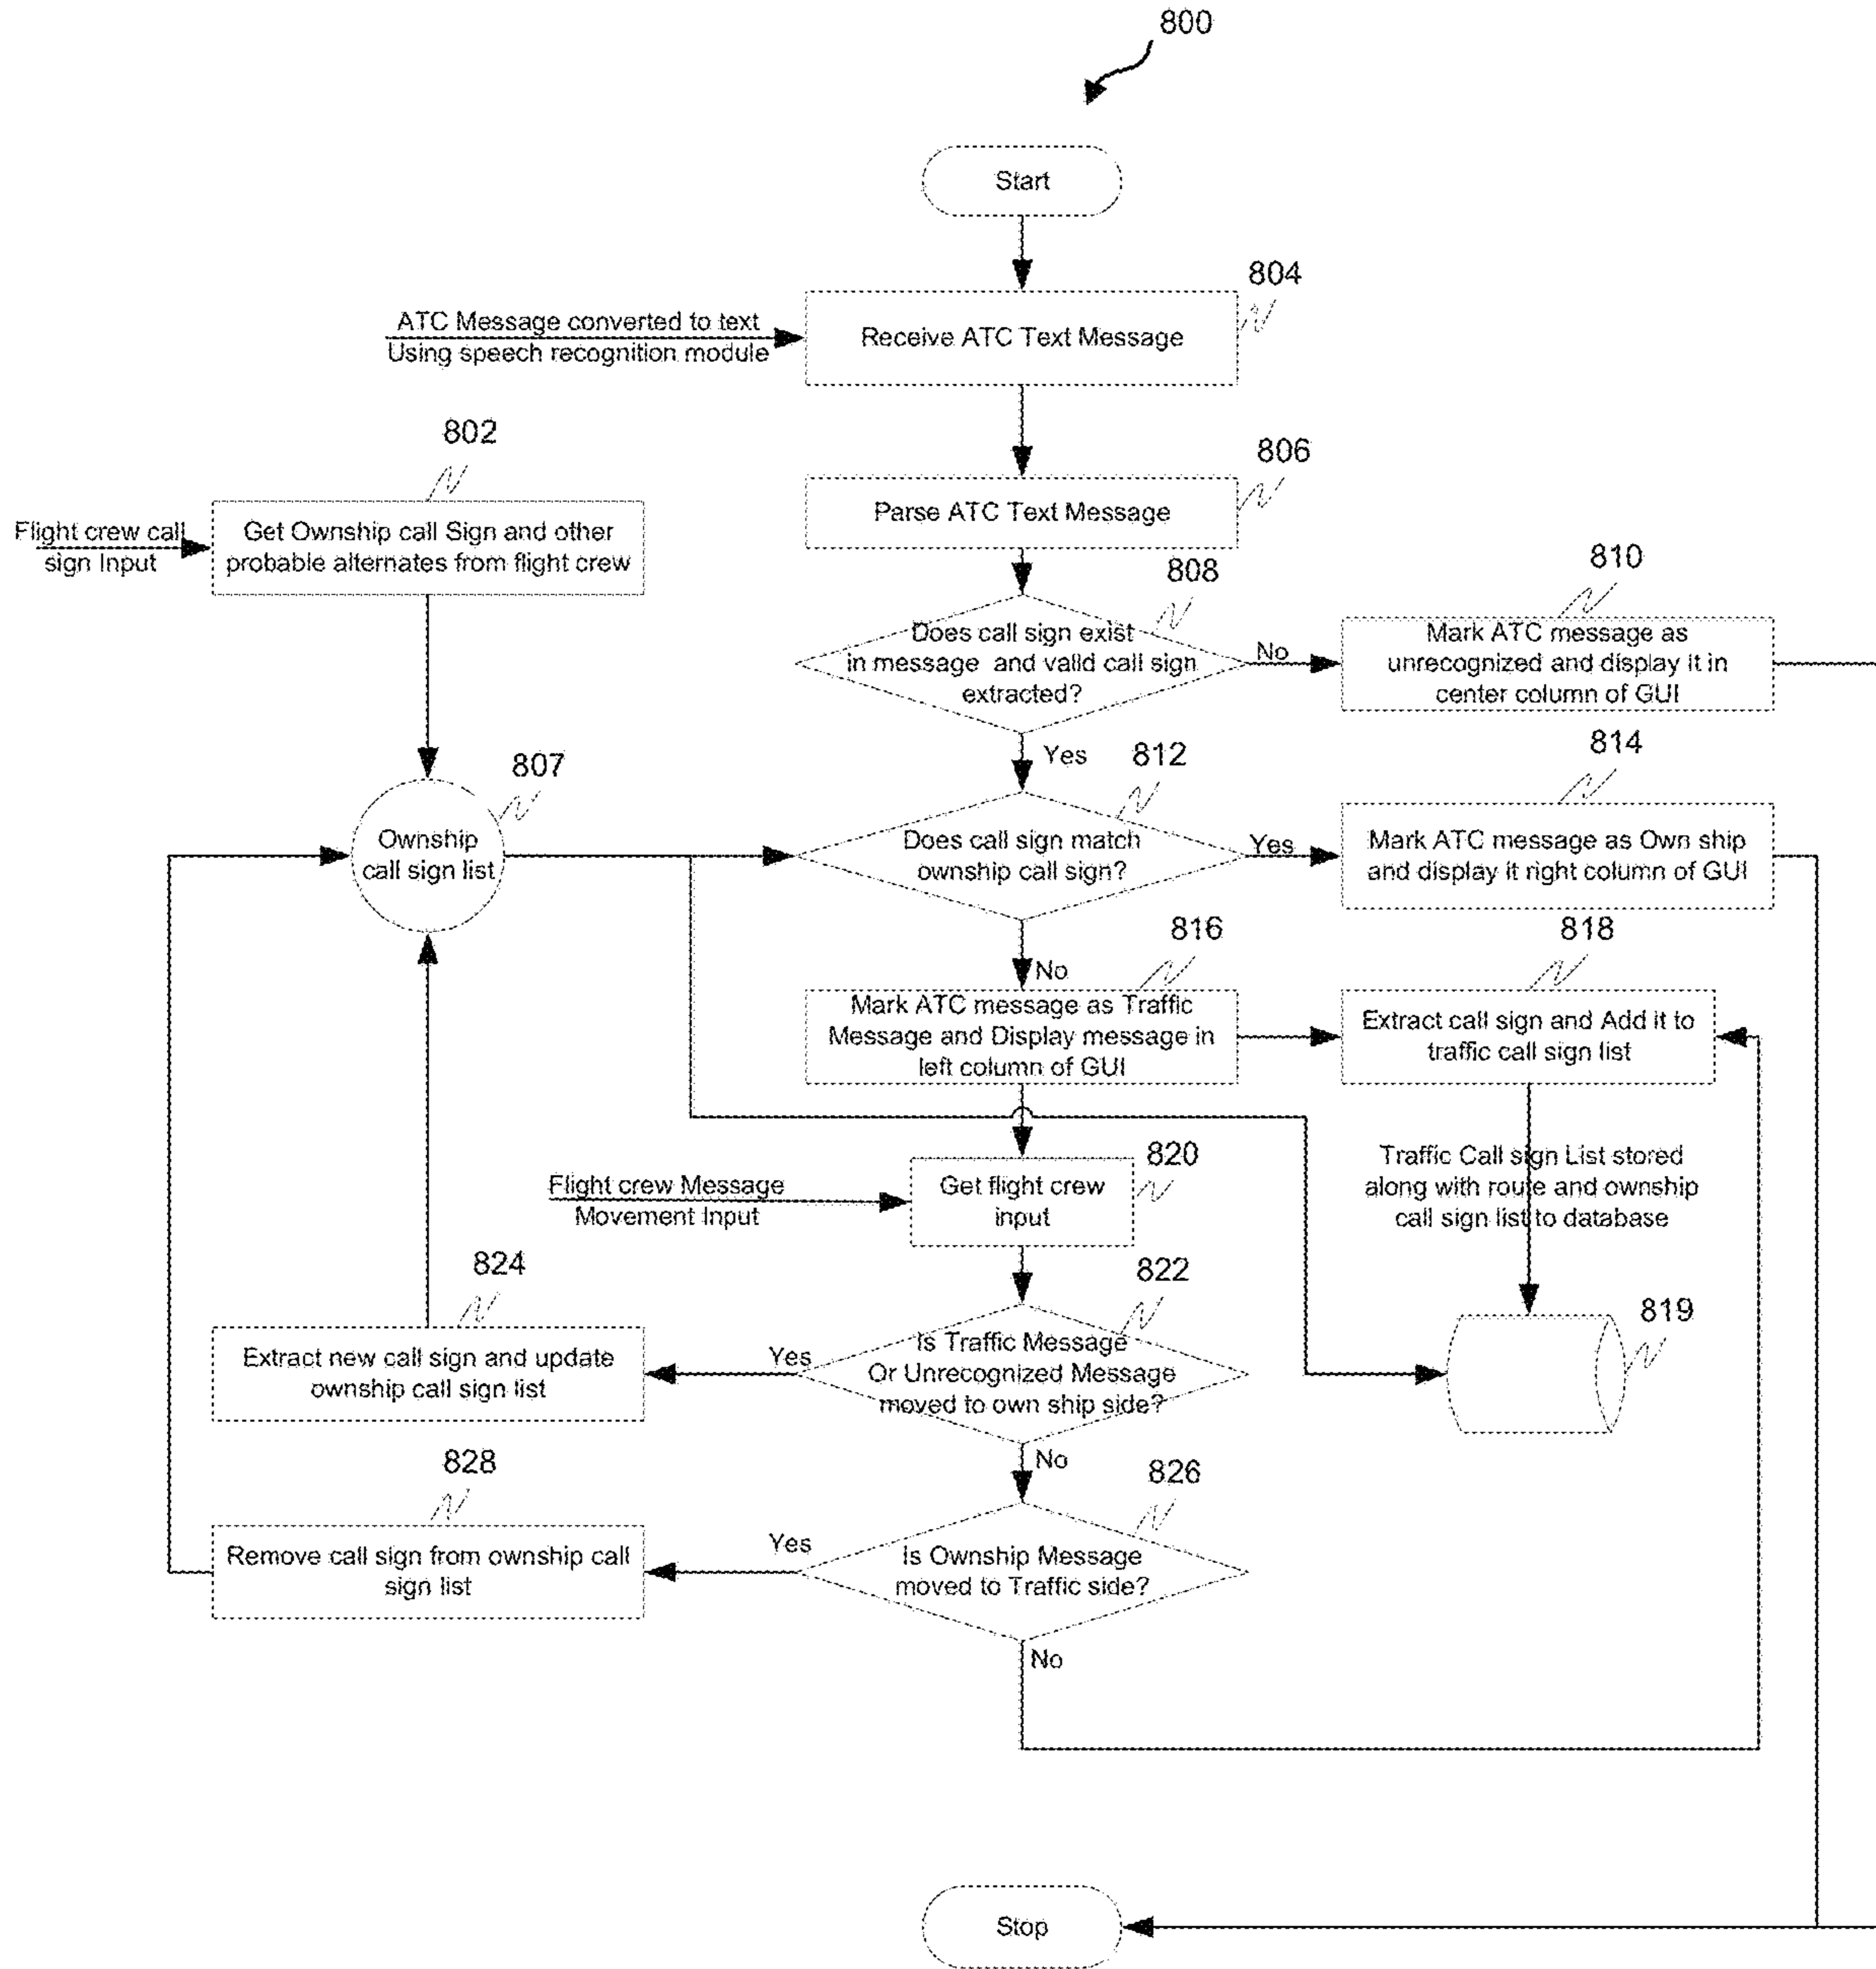 800
Start
804
ATC Message converted to text
Using speech recognition module
Receive ATC Text Message
802
806
Parse ATC Text Message
Flight crew call
sign Input
Get Ownship call Sign and other
probable alternates from flight crew
808
810
Does call sign exist
in message and valid call sign
extracted?
No
Mark ATC message as
unrecognized and display it in
center column of GUI
Yes
807
812
814
Ownship
call sign list
Does call sign match
ownship call sign?
Yes
Mark ATC message as Own ship
and display it right column of GUI
816
818
No
Mark ATC message as Traffic
Message and Display message in
left column of GUI
Extract call sign and Add it to
traffic call sign list
820
Traffic Call sign List stored
along with route and ownship
call sign list to database
Flight crew Message
Movement Input
Get flight crew
input
824
822
819
Extract new call sign and update
ownship call sign list
Yes
Is Traffic Message
Or Unrecognized Message
moved to own ship side?
No
828
826
Remove call sign from ownship call
sign list
Yes
Is Ownship Message
moved to Traffic side?
No
Stop